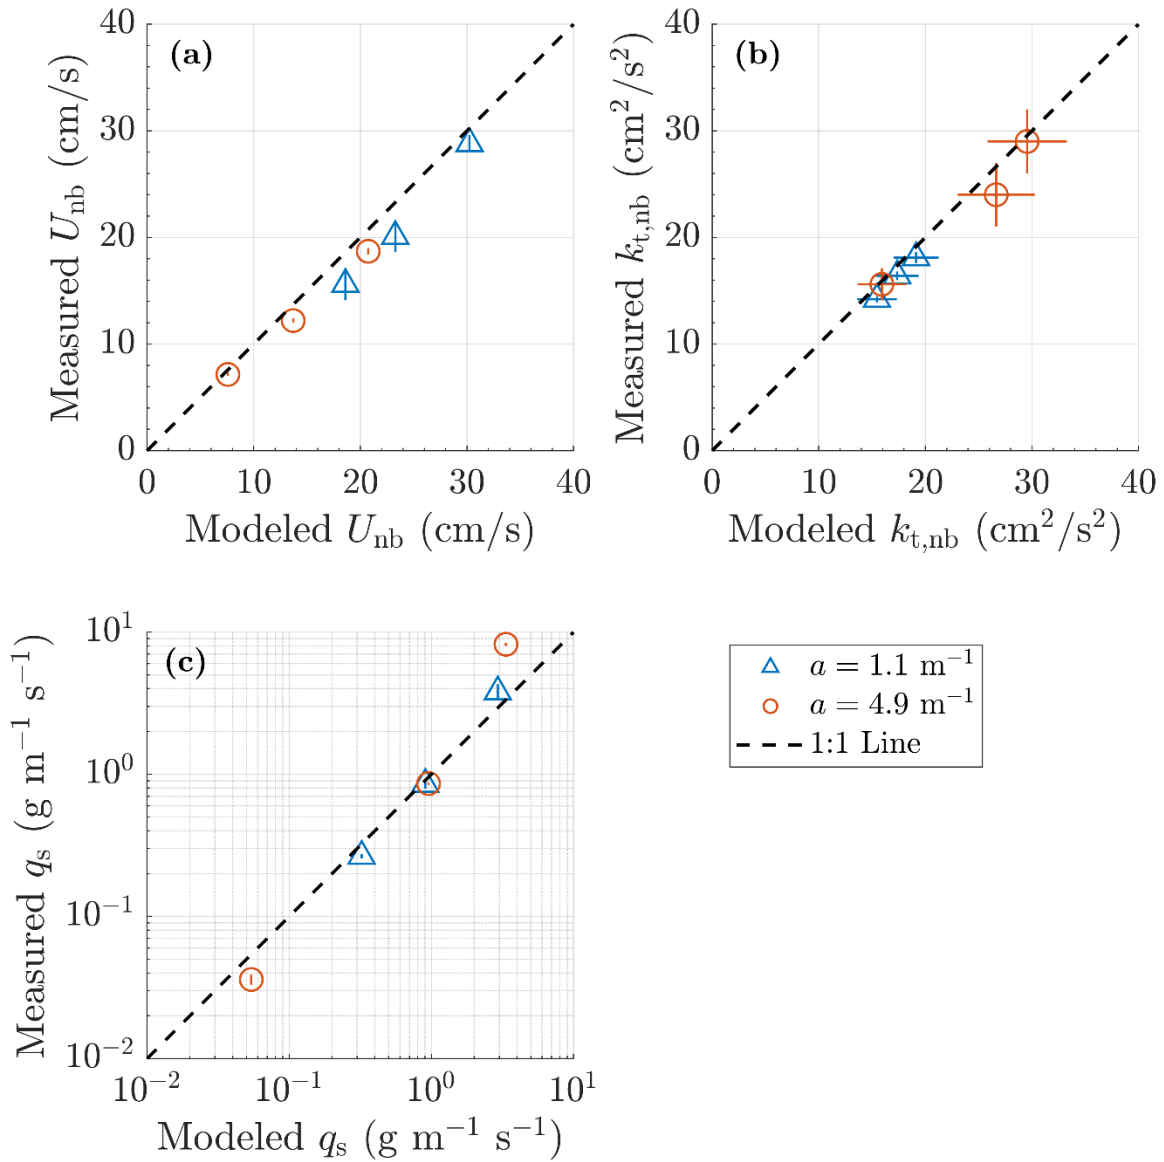 (a)
40
30
20
10
0
0 10 20 30 40
Measured U_nb (cm/s)
Modeled U_nb (cm/s)
(b)
40
30
20
10
0
0 10 20 30 40
Measured k_t,nb (cm²/s²)
Modeled k_t,nb (cm²/s²)
(c)
10¹
10⁰
10⁻¹
10⁻²
10⁻² 10⁻¹ 10⁰ 10¹
Measured q_s (g m⁻¹ s⁻¹)
Modeled q_s (g m⁻¹ s⁻¹)
a = 1.1 m⁻¹
a = 4.9 m⁻¹
1:1 Line